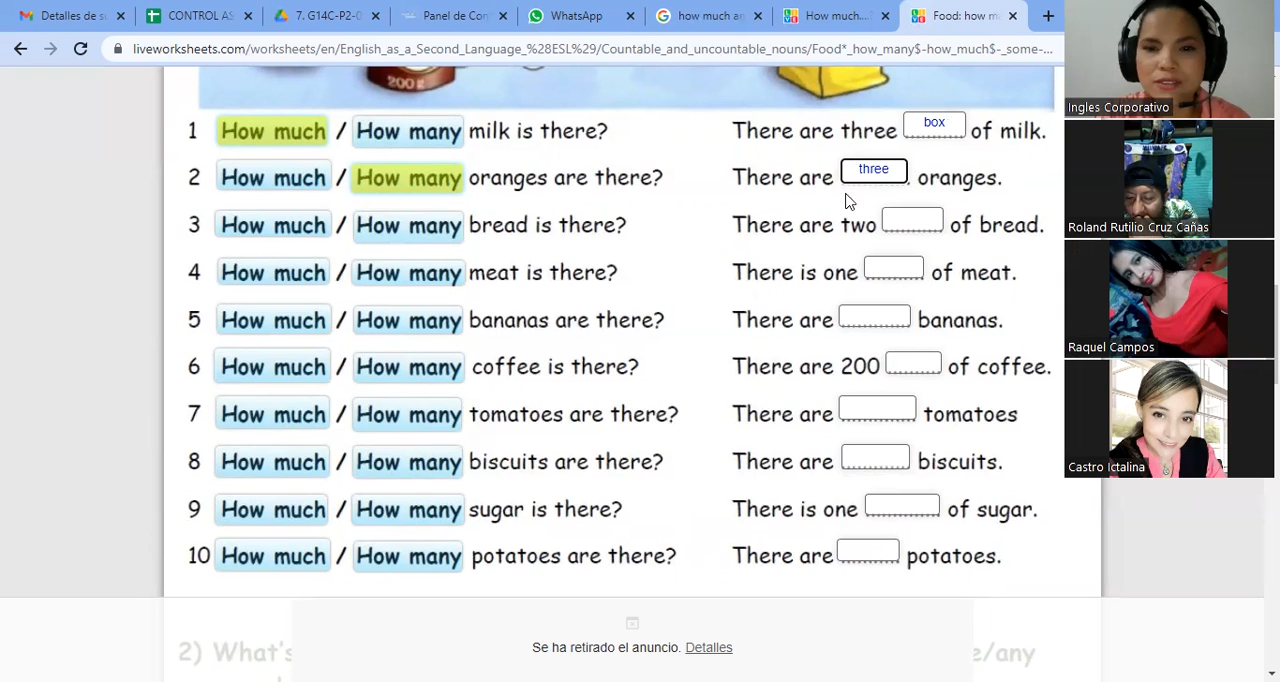 Detalles de su
CONTROL AS
7. G14C-P2-0
Panel de Con
WhatsApp
how much an
How much...T
Food: how m
liveworksheets.com/worksheets/en/English_as_a_Second_Language_%28ESL%29/Countable_and_uncountable_nouns/Food*_how_many$-how_much$-_some-...
200 g
1 How much / How many milk is there? There are three box of milk.
2 How much / How many oranges are there? There are three oranges.
3 How much / How many bread is there? There are two of bread.
4 How much / How many meat is there? There is one of meat.
5 How much / How many bananas are there? There are bananas.
6 How much / How many coffee is there? There are 200 of coffee.
7 How much / How many tomatoes are there? There are tomatoes
8 How much / How many biscuits are there? There are biscuits.
9 How much / How many sugar is there? There is one of sugar.
10 How much / How many potatoes are there? There are potatoes.
2) What's
e/any
Se ha retirado el anuncio. Detalles
Ingles Corporativo
Roland Rutilio Cruz Cañas
Raquel Campos
Castro Ictalina